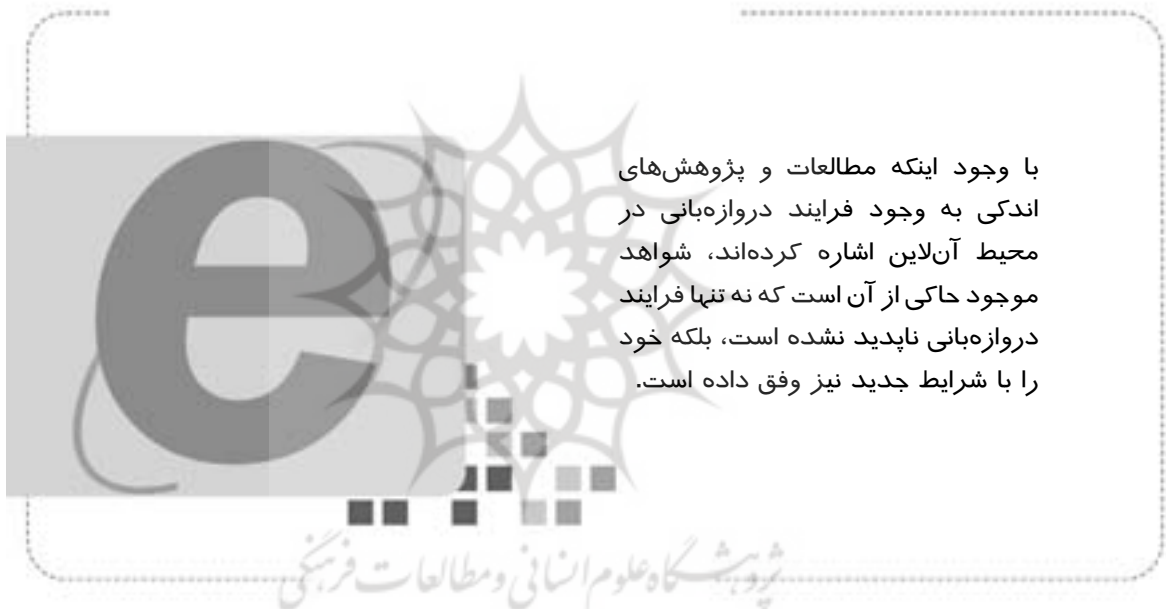 با وجود اینکه مطالعات و پژوهش‌های
اندکی به وجود فرایند دروازه‌بانی در
محیط آن‌لاین اشاره کرده‌اند، شواهد
موجود حاکی از آن است که نه تنها فرایند
دروازه‌بانی ناپدید نشده است، بلکه خود
را با شرایط جدید نیز وفق داده است.
e
پژوهشگاه علوم انسانی و مطالعات فرهنگی